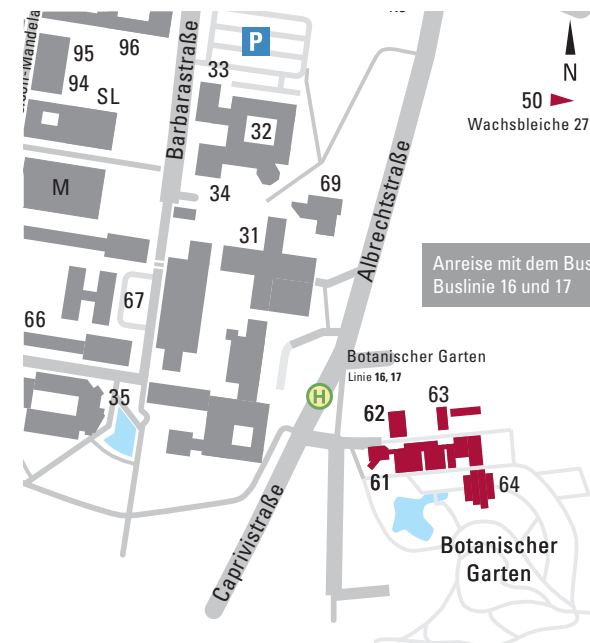 95
96
94
SL
P
33
32
Barbarastraße
N
50
Wachsbleiche 27
M
34
69
31
Albrechtstraße
Anreise mit dem Bus
Buslinie 16 und 17
67
66
35
Botanischer Garten
Linie 16, 17
H
62
63
61
64
Caprivistraße
Botanischer
Garten